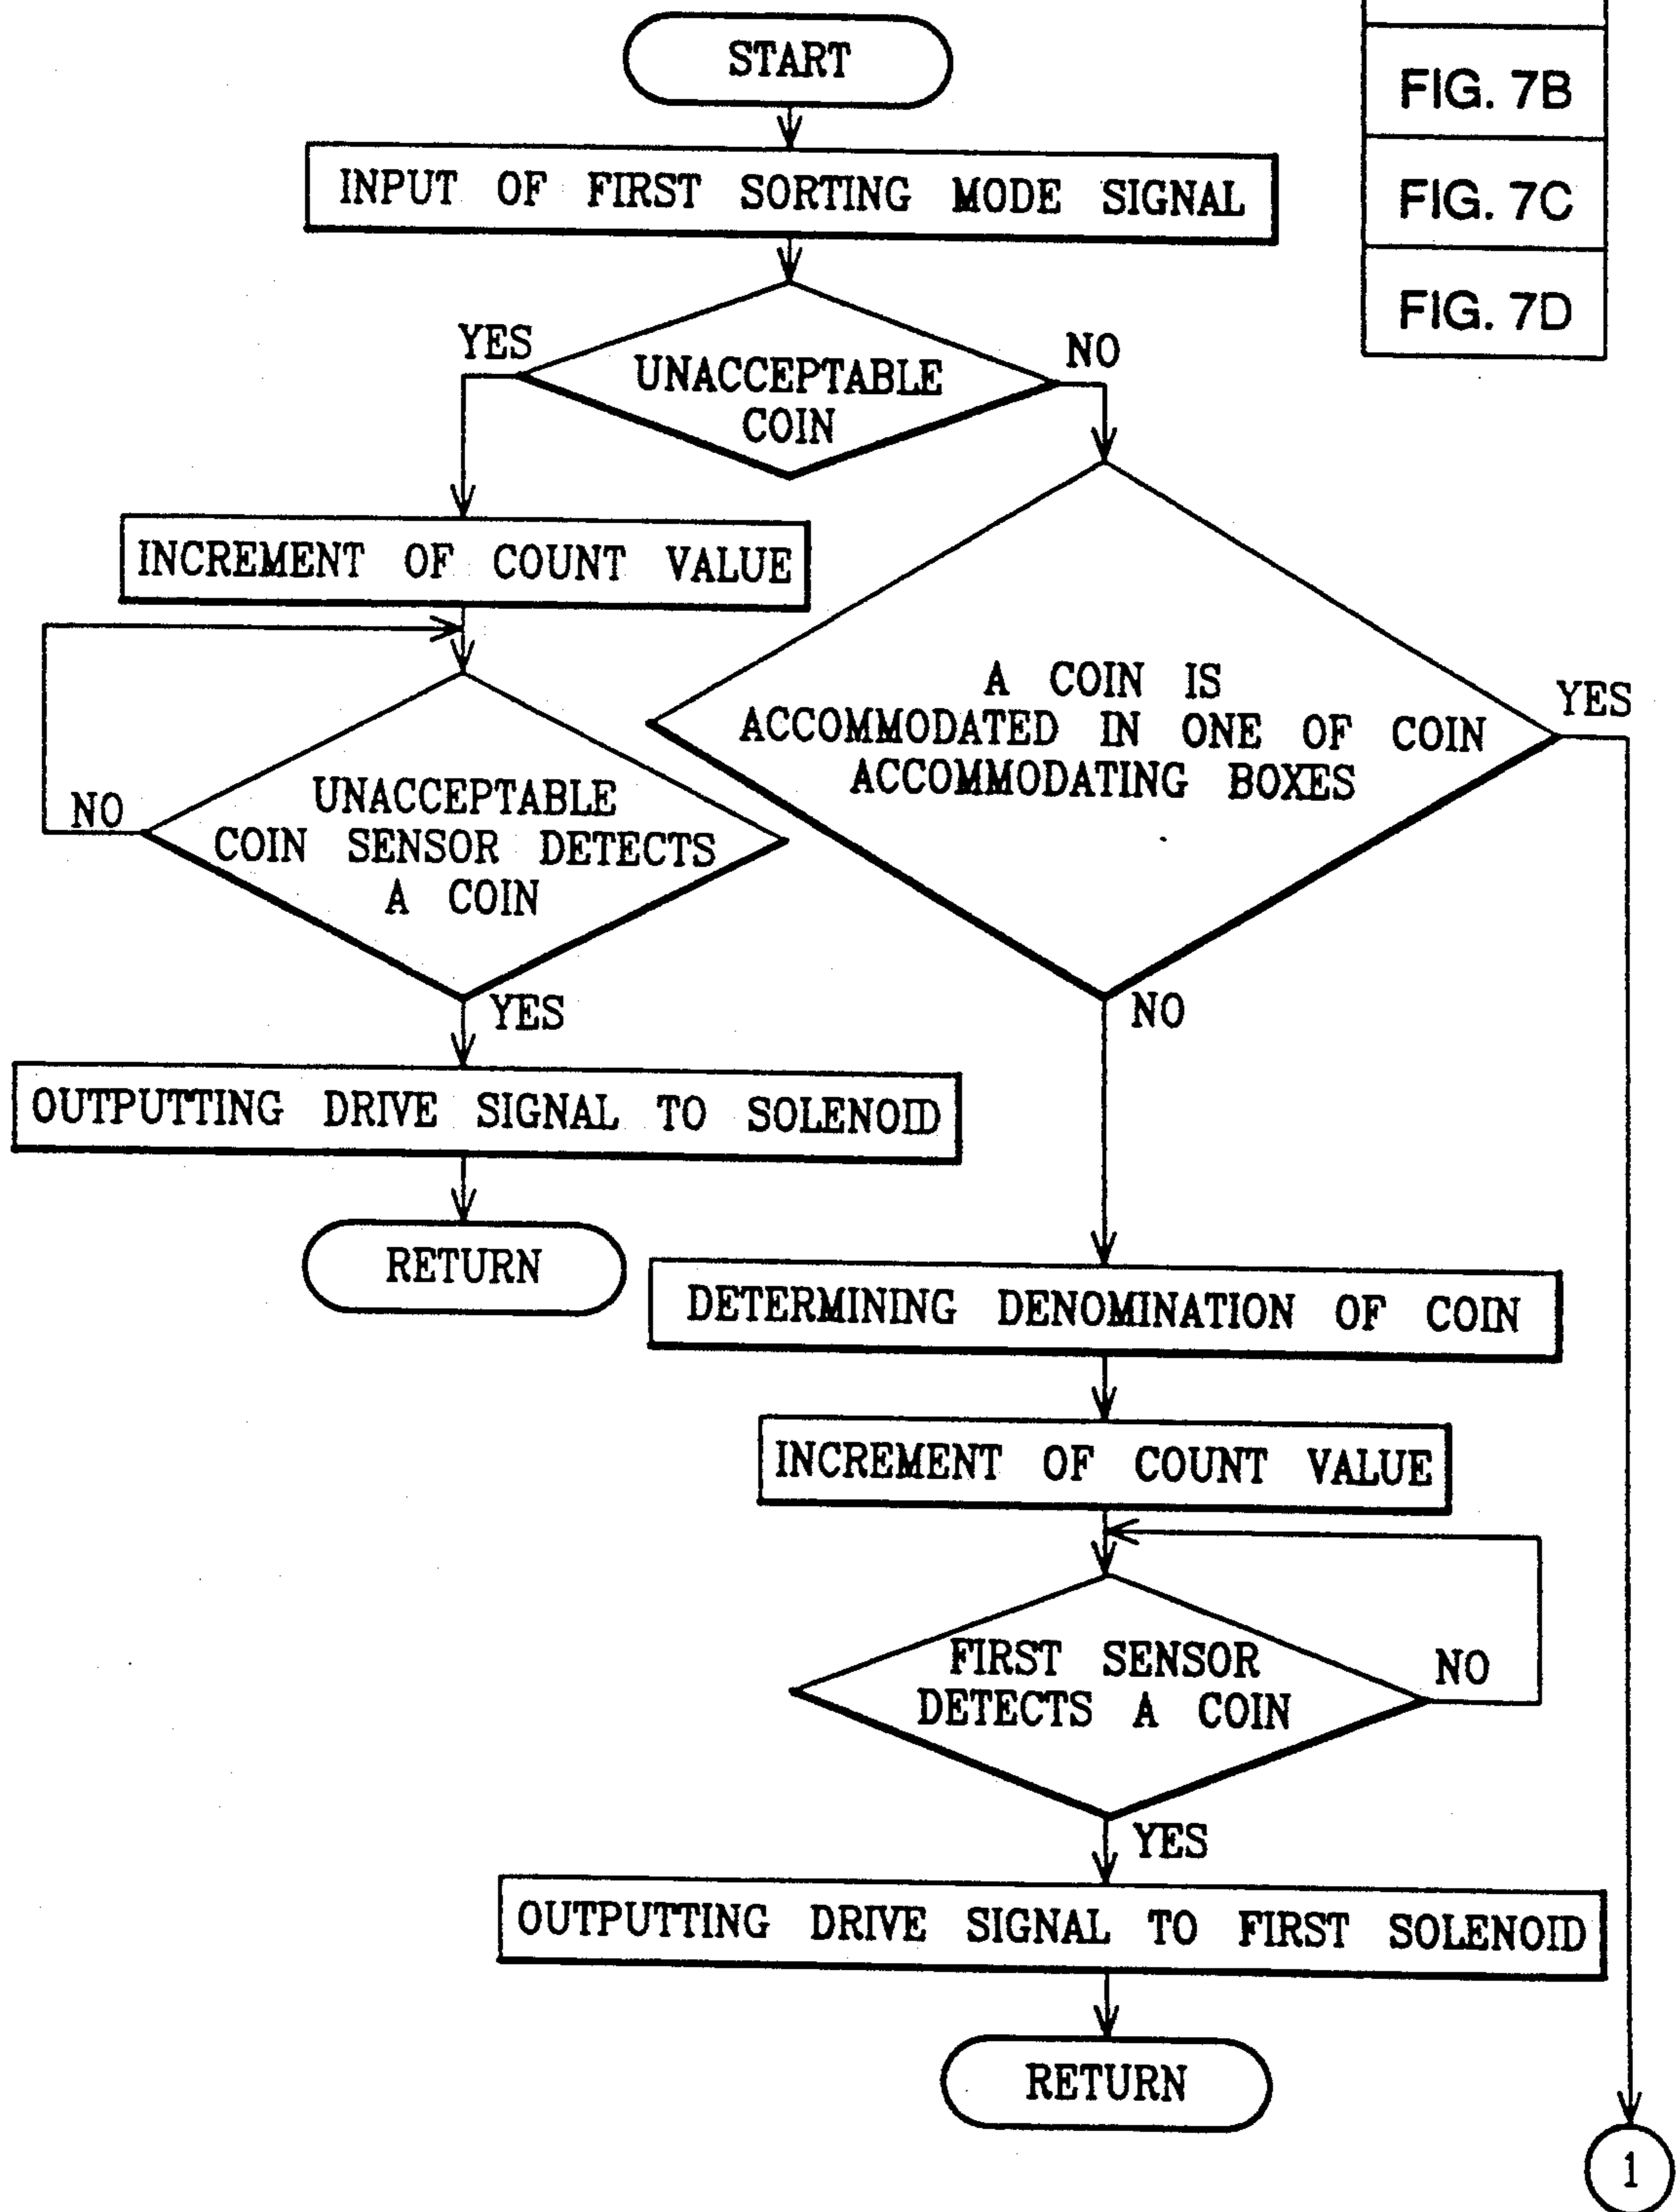 START
FIG. 7B
INPUT OF FIRST SORTING MODE SIGNAL
FIG. 7C
FIG. 7D
YES
NO
UNACCEPTABLE
COIN
INCREMENT OF COUNT VALUE
A COIN IS
ACCOMMODATED IN ONE OF COIN
ACCOMMODATING BOXES
YES
UNACCEPTABLE
COIN SENSOR DETECTS
A COIN
NO
YES
NO
OUTPUTTING DRIVE SIGNAL TO SOLENOID
RETURN
DETERMINING DENOMINATION OF COIN
INCREMENT OF COUNT VALUE
FIRST SENSOR
DETECTS A COIN
NO
YES
OUTPUTTING DRIVE SIGNAL TO FIRST SOLENOID
RETURN
1